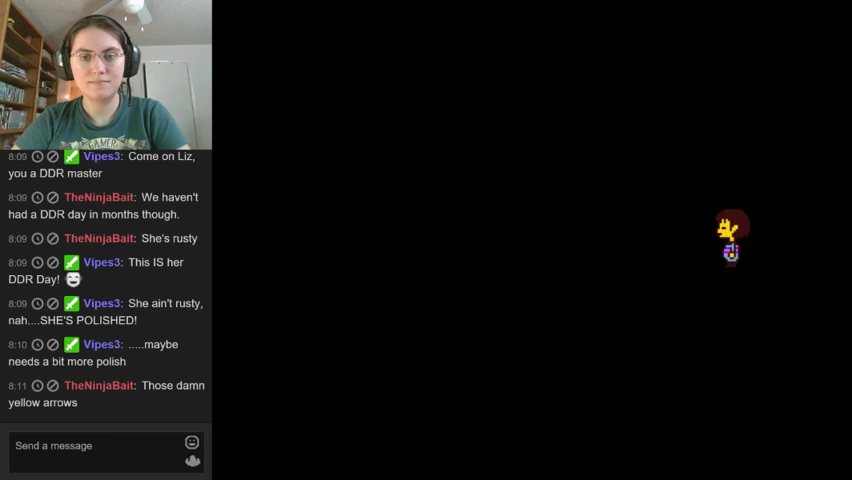 GAMER
8:09 Vipes3: Come on Liz,
you a DDR master
8:09 TheNinjaBait: We haven't
had a DDR day in months though.
8:09 TheNinjaBait: She's rusty
8:09 Vipes3: This IS her
DDR Day!
8:09 Vipes3: She ain't rusty,
nah....SHE'S POLISHED!
8:10 Vipes3: .....maybe
needs a bit more polish
8:11 TheNinjaBait: Those damn
yellow arrows
Send a message